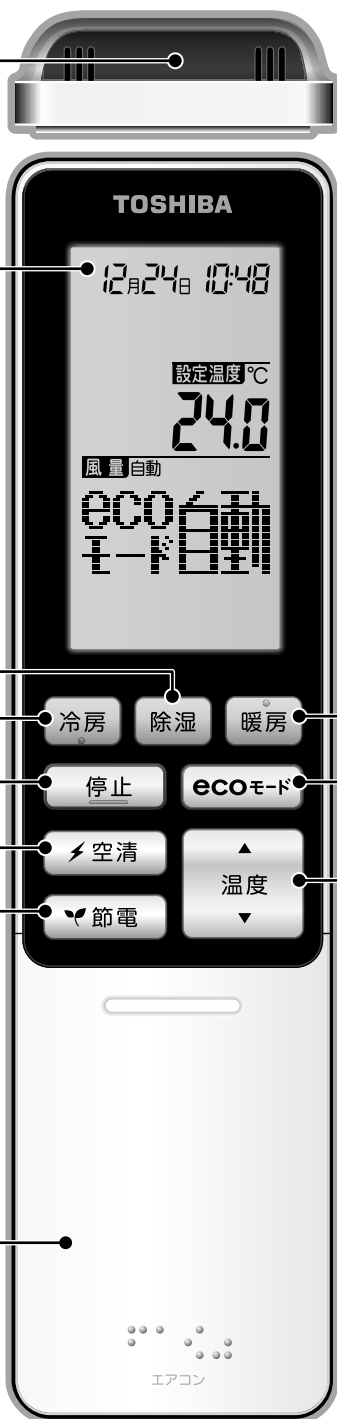 TOSHIBA
12月24日 10:48
設定温度 ℃
24.0
風量 自動
eco自動
モード
冷房 除湿 暖房
停止 ecoモード
空清
▲
温度
▼
節電
エアコン